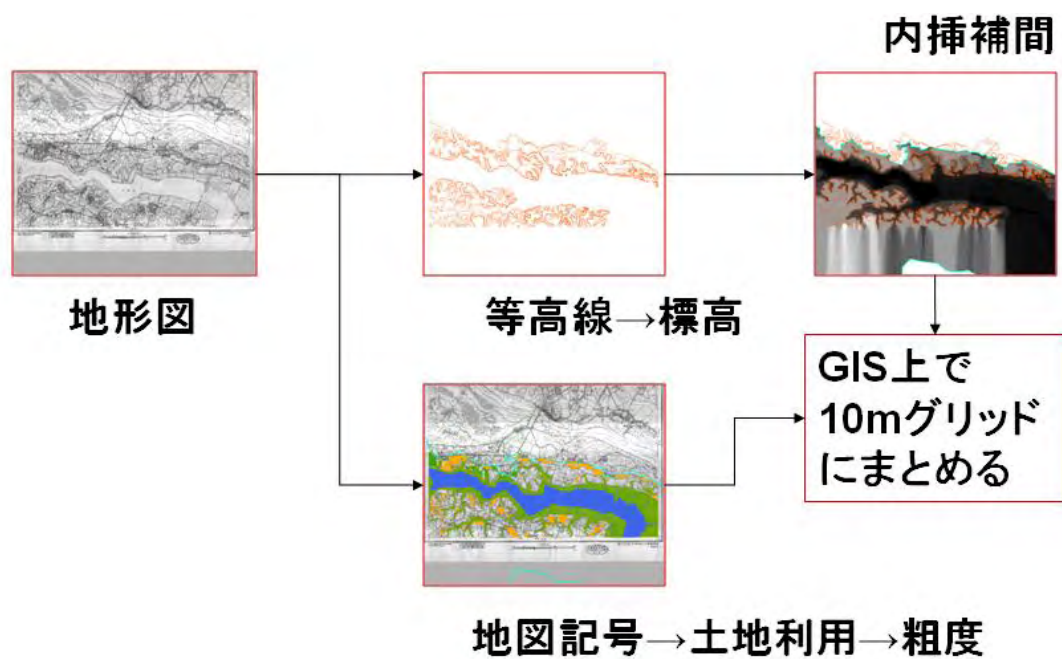 内挿補間
地形図
等高線→標高
GIS上で
10mグリッド
にまとめる
地図記号→土地利用→粗度